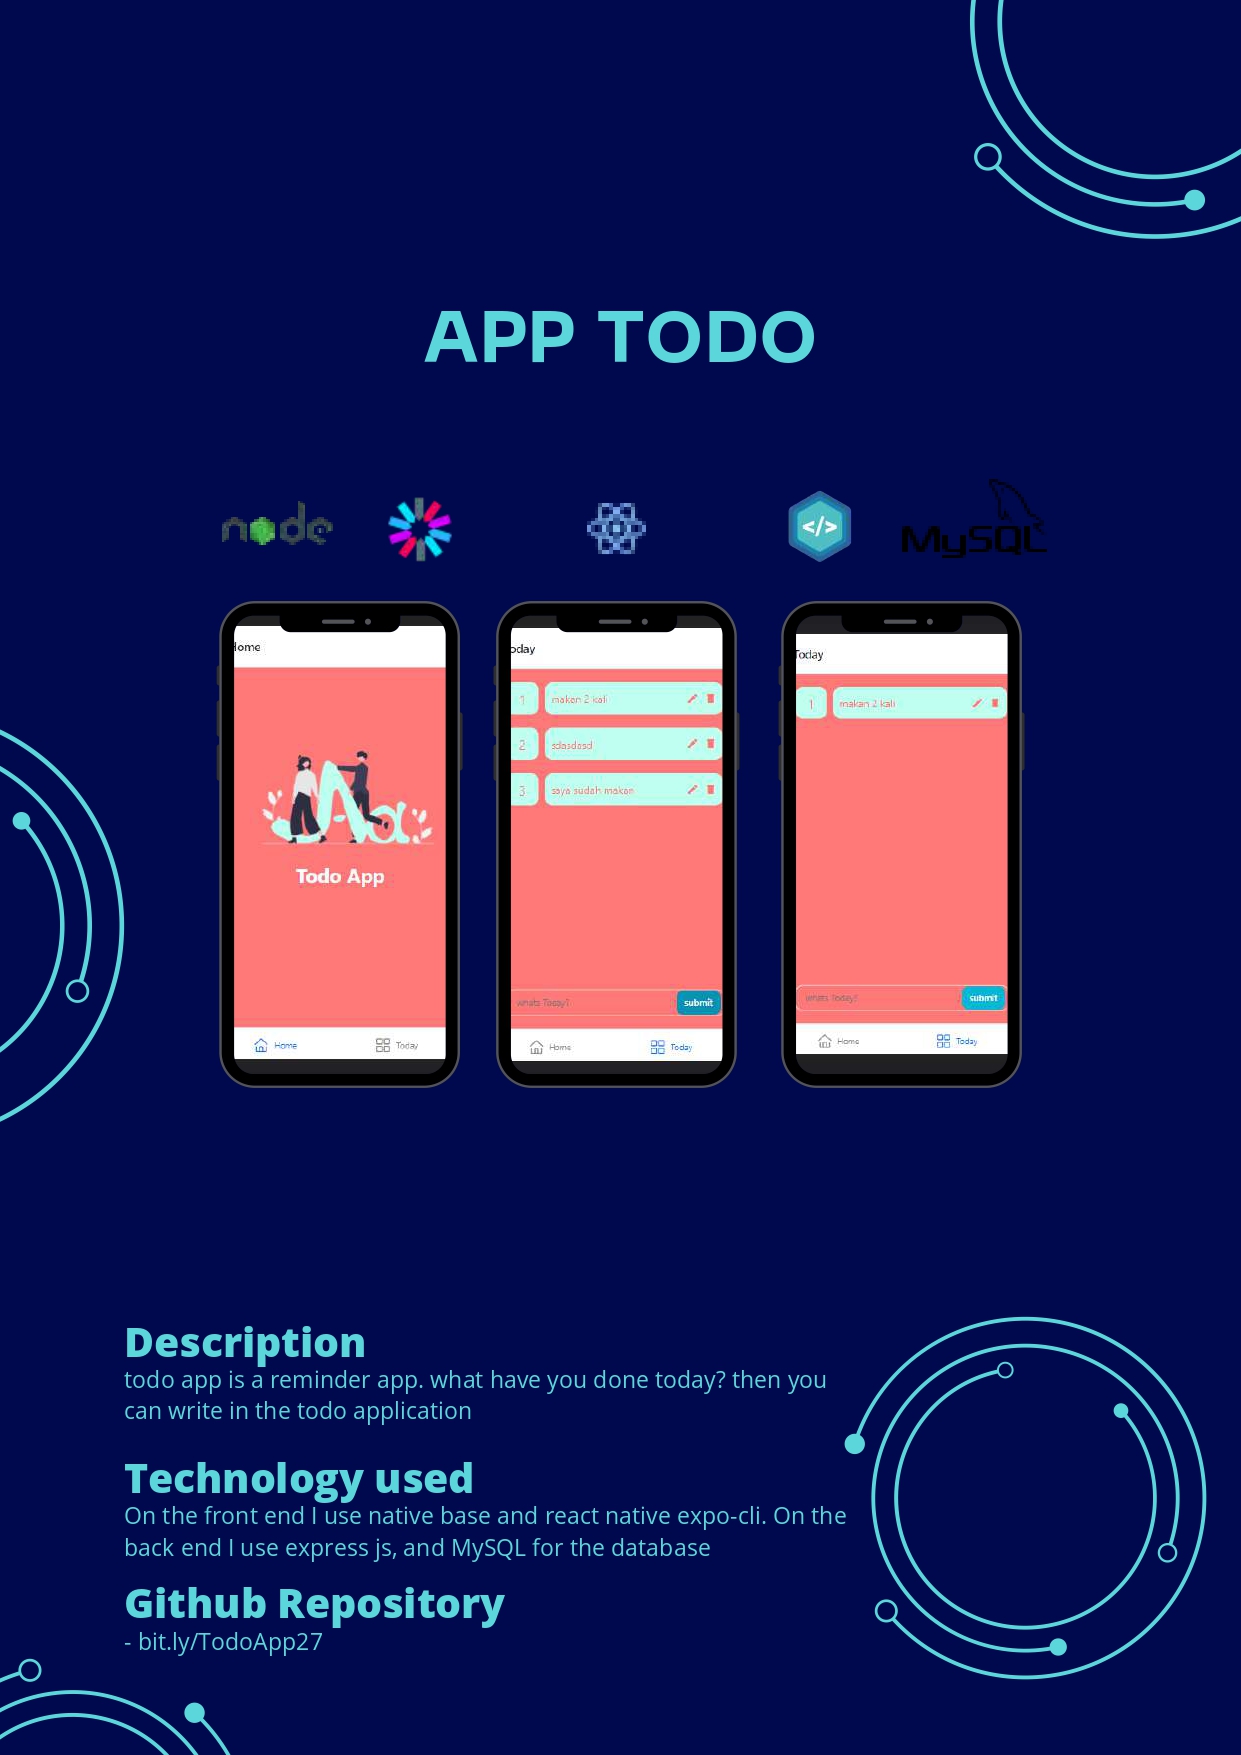 APP TODO
node
</>
MySQL
Home
Todo App
Home
Today
Today
1
makan 2 kali
2
sdasdasd
3
saya sudah makan
whats Today?
submit
Home
Today
Today
1
makan 2 kali
whats Today?
submit
Home
Today
Description
todo app is a reminder app. what have you done today? then you
can write in the todo application
Technology used
On the front end I use native base and react native expo-cli. On the
back end I use express js, and MySQL for the database
Github Repository
- bit.ly/TodoApp27